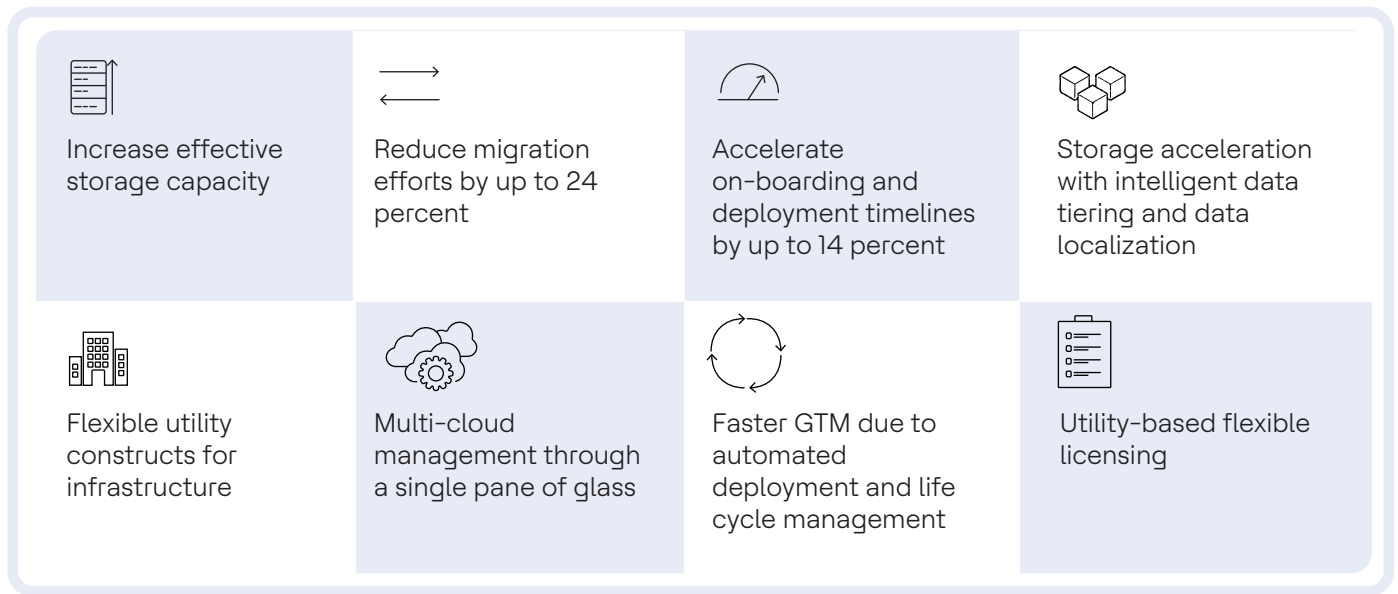 Increase effective
storage capacity
Reduce migration
efforts by up to 24
percent
Accelerate
on-boarding and
deployment timelines
by up to 14 percent
Storage acceleration
with intelligent data
tiering and data
localization
Flexible utility
constructs for
infrastructure
Multi-cloud
management through
a single pane of glass
Faster GTM due to
automated
deployment and life
cycle management
Utility-based flexible
licensing